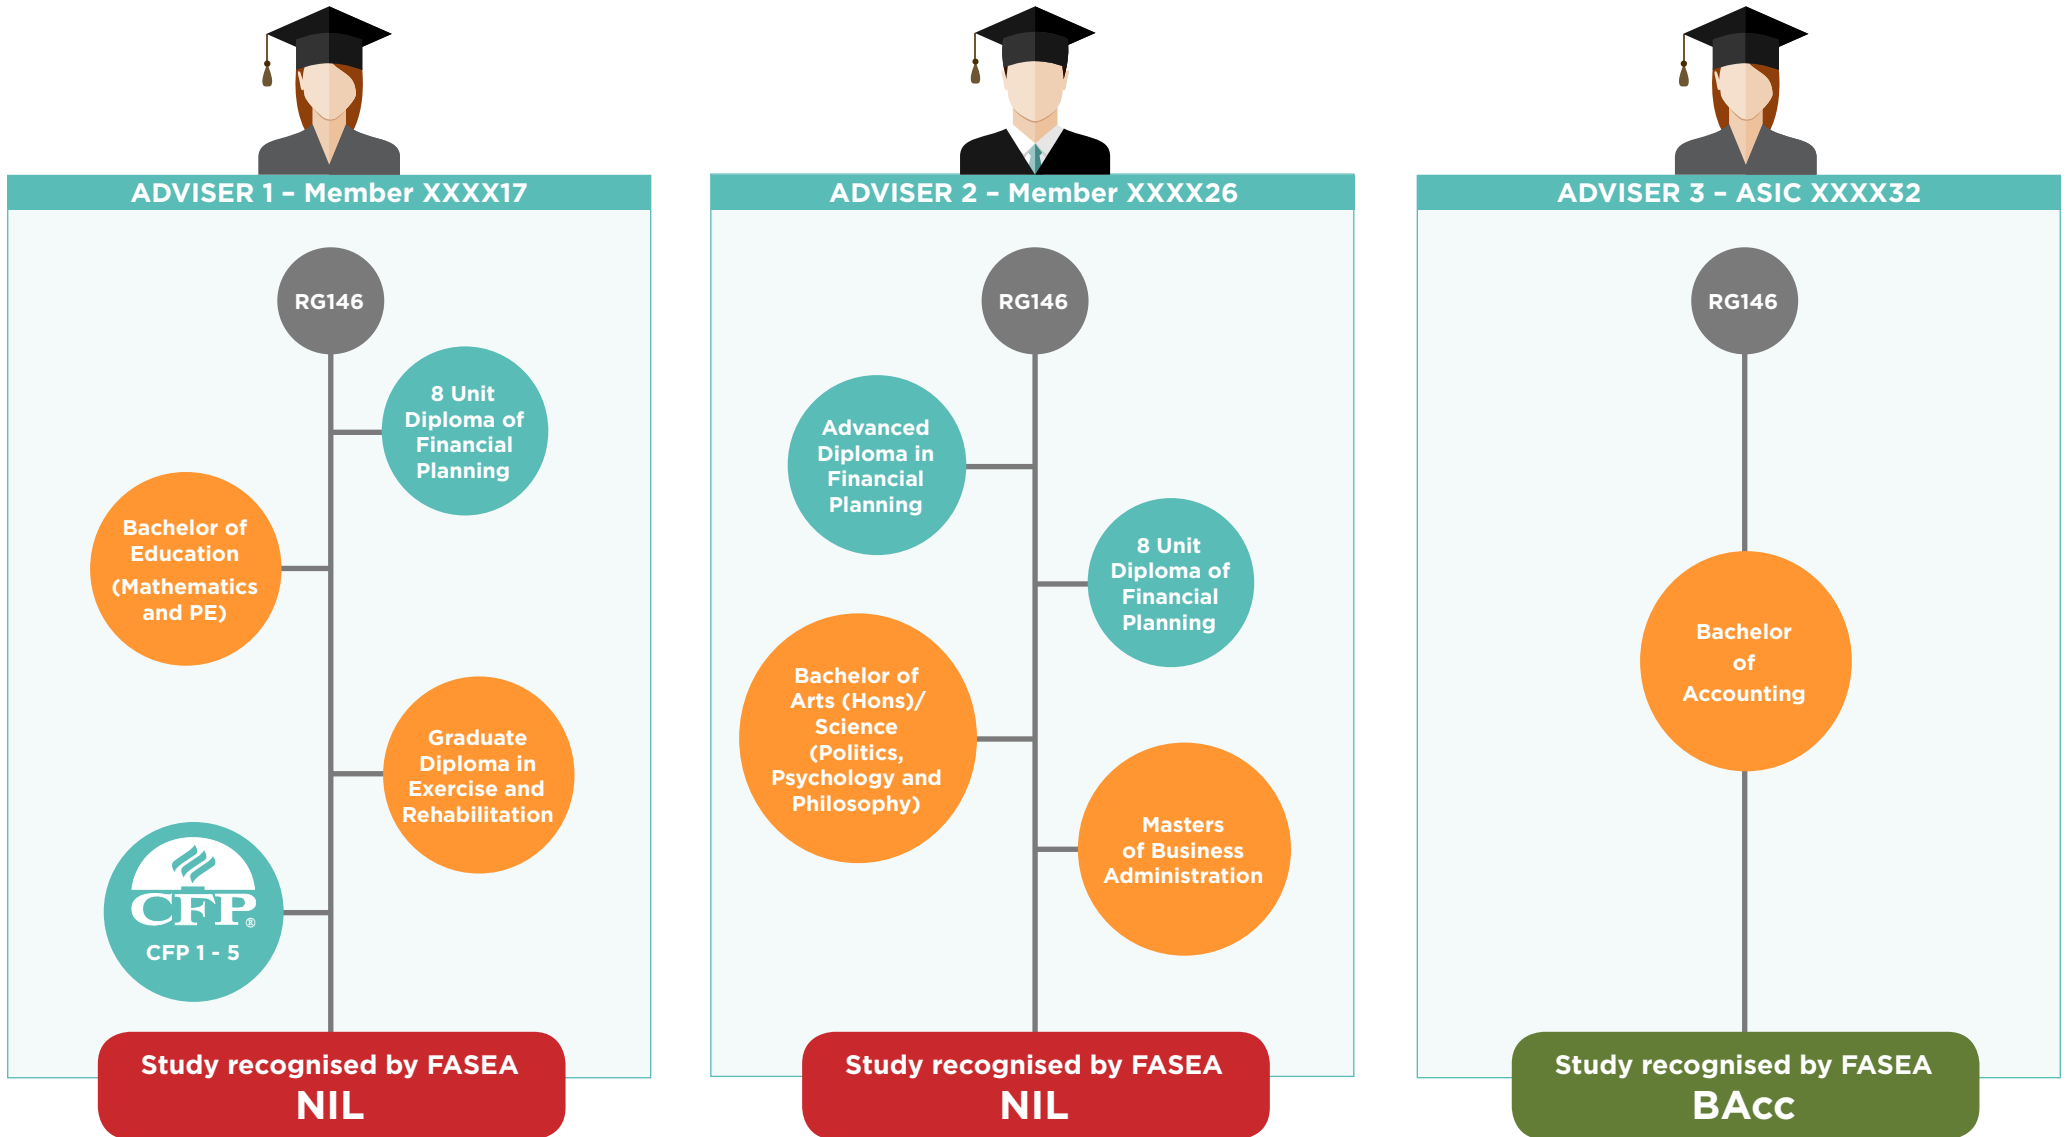 ADVISER 1 – Member XXXX17
RG146
8 Unit
Diploma of
Financial
Planning
Bachelor of
Education
(Mathematics
and PE)
Graduate
Diploma in
Exercise and
Rehabilitation
CFP®
CFP 1 - 5
Study recognised by FASEA
NIL
ADVISER 2 – Member XXXX26
RG146
Advanced
Diploma in
Financial
Planning
8 Unit
Diploma of
Financial
Planning
Bachelor of
Arts (Hons)/
Science
(Politics,
Psychology and
Philosophy)
Masters
of Business
Administration
Study recognised by FASEA
NIL
ADVISER 3 – ASIC XXXX32
RG146
Bachelor
of
Accounting
Study recognised by FASEA
BAcc